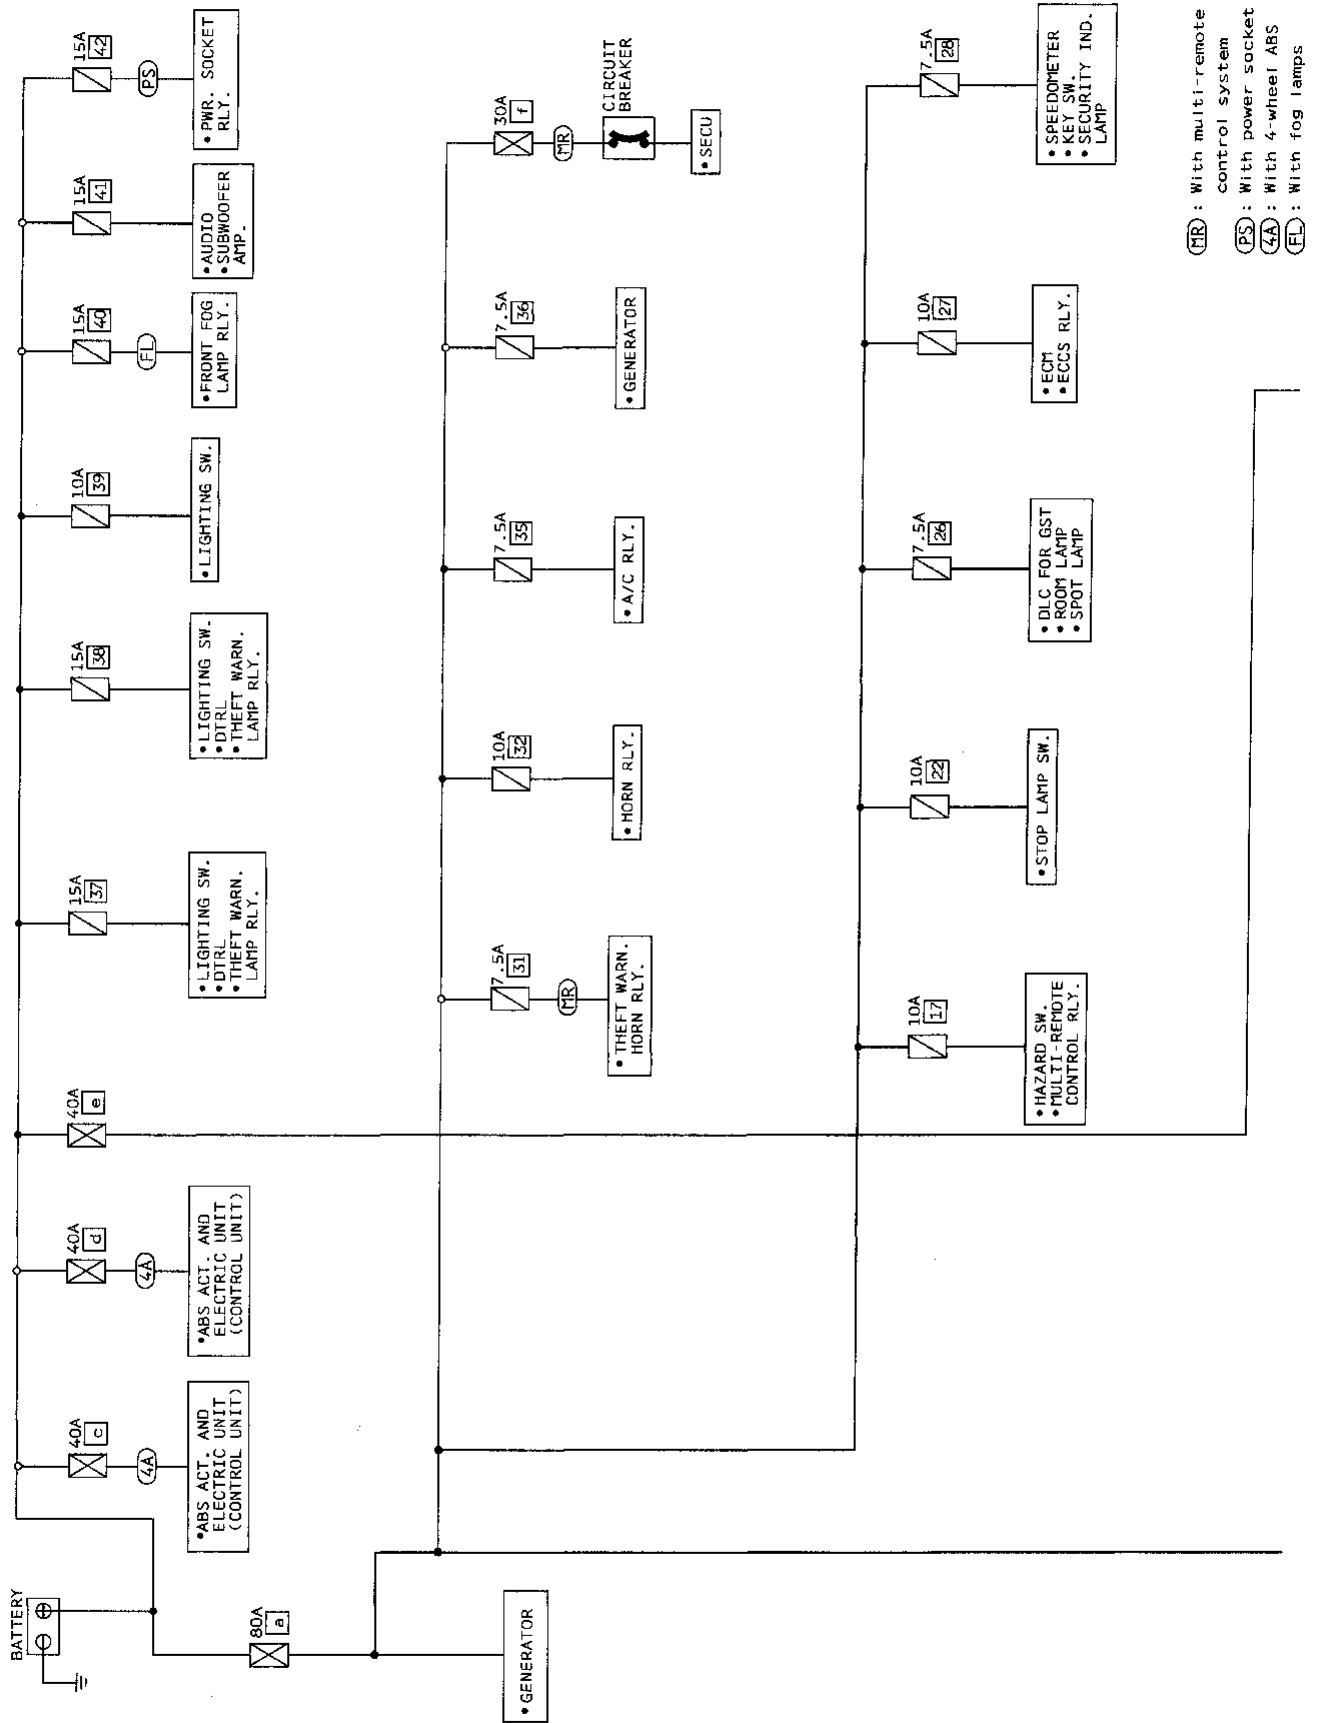 BATTERY
80A
a
• GENERATOR
40A
c
4A
•ABS ACT. AND
ELECTRIC UNIT
(CONTROL UNIT)
40A
d
4A
•ABS ACT. AND
ELECTRIC UNIT
(CONTROL UNIT)
40A
e
15A
37
•LIGHTING SW.
•DTRL
•THEFT WARN.
LAMP RLY.
15A
38
•LIGHTING SW.
•DTRL
•THEFT WARN.
LAMP RLY.
10A
39
•LIGHTING SW.
15A
40
FL
•FRONT FOG
LAMP RLY.
15A
41
•AUDIO
•SUBWOOFER
AMP.
15A
42
PS
•PWR. SOCKET
RLY.
7.5A
31
MR
• THEFT WARN.
HORN RLY.
10A
32
•HORN RLY.
7.5A
35
•A/C RLY.
7.5A
36
•GENERATOR
30A
f
MR
CIRCUIT
BREAKER
•SECU
10A
17
•HAZARD SW.
•MULTI-REMOTE
CONTROL RLY.
10A
22
•STOP LAMP SW.
7.5A
26
• DLC FOR GST
• ROOM LAMP
• SPOT LAMP
10A
27
• ECM
• ECCS RLY.
7.5A
28
• SPEEDOMETER
• KEY SW.
• SECURITY IND.
LAMP
MR : With multi-remote
control system
PS : With power socket
4A : With 4-wheel ABS
FL : With fog lamps